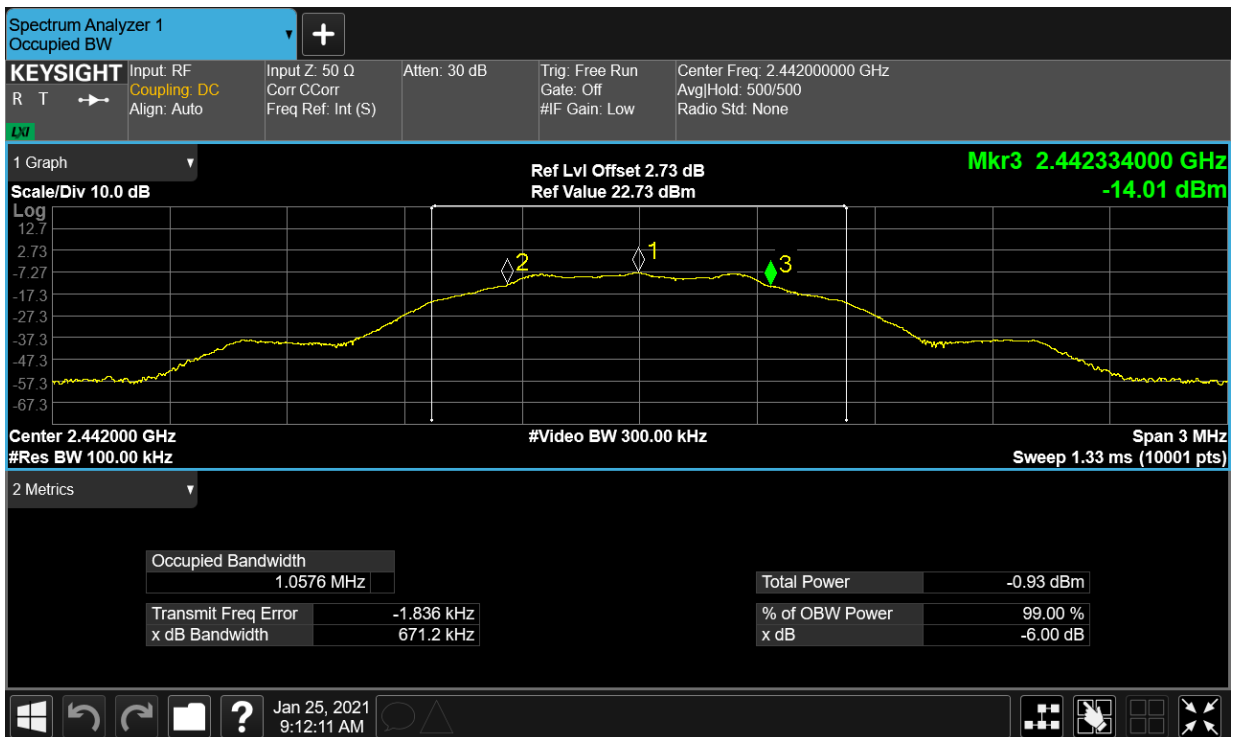 Spectrum Analyzer 1
Occupied BW
KEYSIGHT
R T
LXI
Input: RF
Coupling: DC
Align: Auto
Input Z: 50 Ω
Corr CCorr
Freq Ref: Int (S)
Atten: 30 dB
Trig: Free Run
Gate: Off
#IF Gain: Low
Center Freq: 2.442000000 GHz
Avg|Hold: 500/500
Radio Std: None
1 Graph
Scale/Div 10.0 dB
Ref Lvl Offset 2.73 dB
Ref Value 22.73 dBm
Mkr3 2.442334000 GHz
-14.01 dBm
Log
12.7
2.73
-7.27
-17.3
-27.3
-37.3
-47.3
-57.3
-67.3
2
1
3
Center 2.442000 GHz
#Res BW 100.00 kHz
#Video BW 300.00 kHz
Span 3 MHz
Sweep 1.33 ms (10001 pts)
2 Metrics
Occupied Bandwidth
1.0576 MHz
Transmit Freq Error -1.836 kHz
x dB Bandwidth 671.2 kHz
Total Power -0.93 dBm
% of OBW Power 99.00 %
x dB -6.00 dB
?
Jan 25, 2021
9:12:11 AM